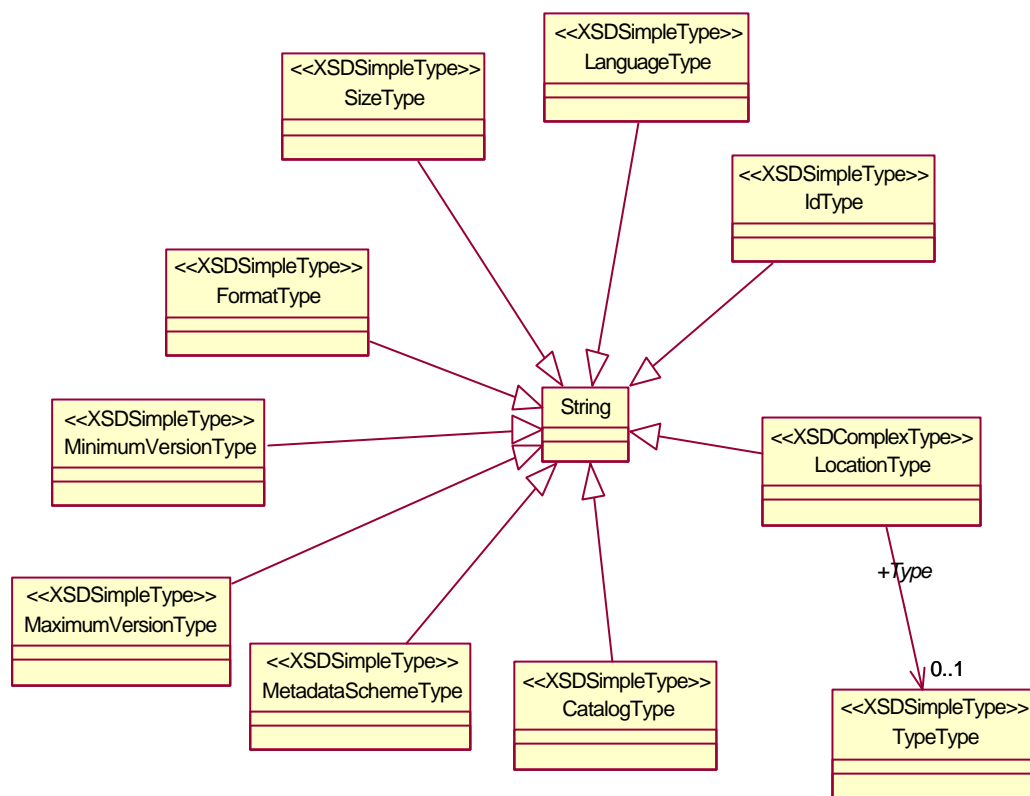 <<XSDSimpleType>>
LanguageType
<<XSDSimpleType>>
SizeType
<<XSDSimpleType>>
IdType
<<XSDSimpleType>>
FormatType
String
<<XSDSimpleType>>
MinimumVersionType
<<XSDComplexType>>
LocationType
+Type
<<XSDSimpleType>>
MaximumVersionType
<<XSDSimpleType>>
MetadataSchemeType
<<XSDSimpleType>>
CatalogType
0..1
<<XSDSimpleType>>
TypeType